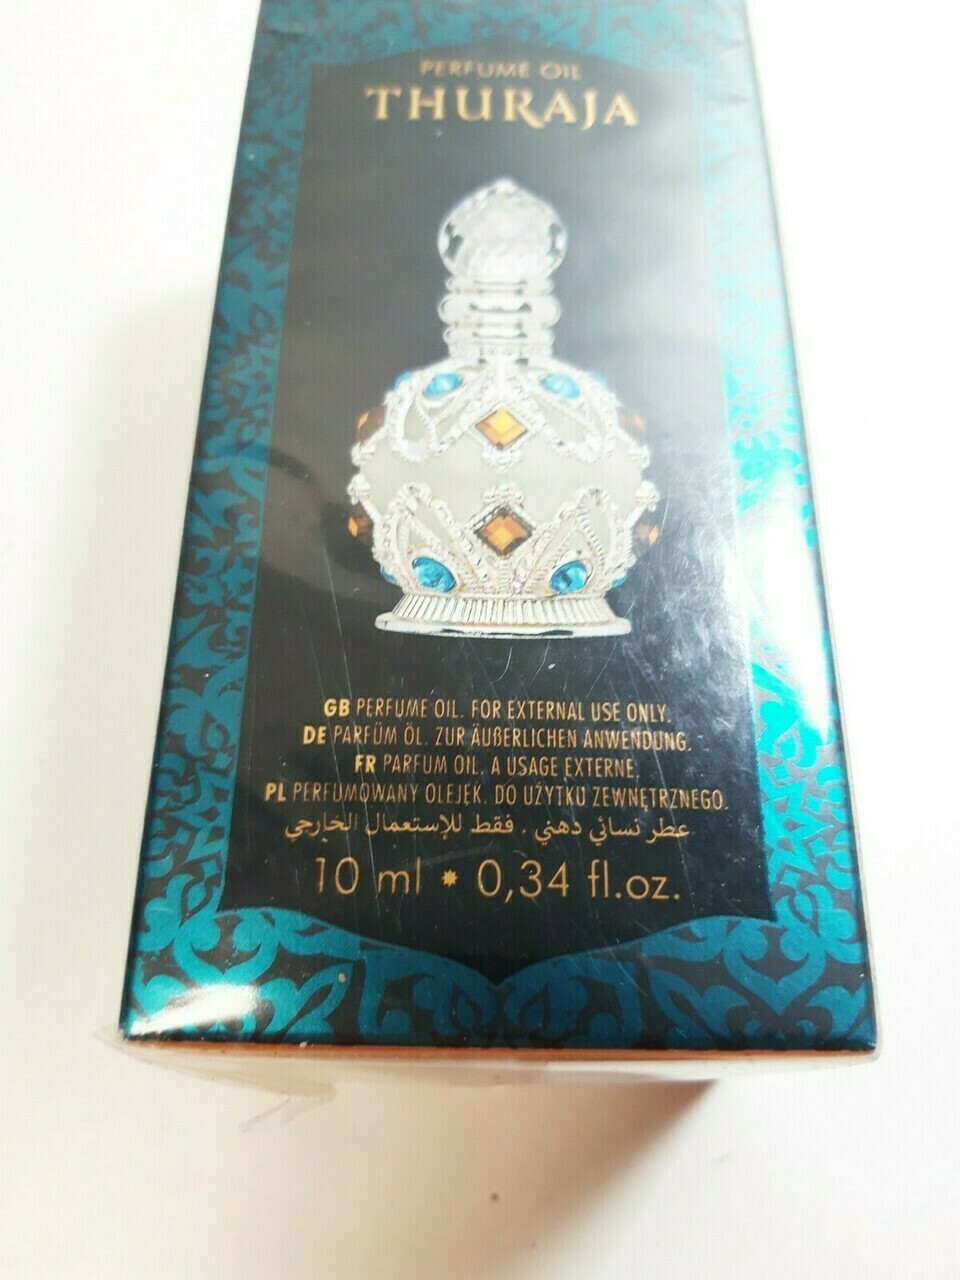 PERFUME OIL
THURAJA
GB PERFUME OIL. FOR EXTERNAL USE ONLY.
DE PARFÜM ÖL. ZUR ÄUßERLICHEN ANWENDUNG.
FR PARFUM OIL. A USAGE EXTERNE.
PL PERFUMOWANY OLEJEK. DO UŻYTKU ZEWNĘTRZNEGO.
عطر نسائي دهني . فقط للإستعمال الخارجي
10 ml * 0,34 fl.oz.